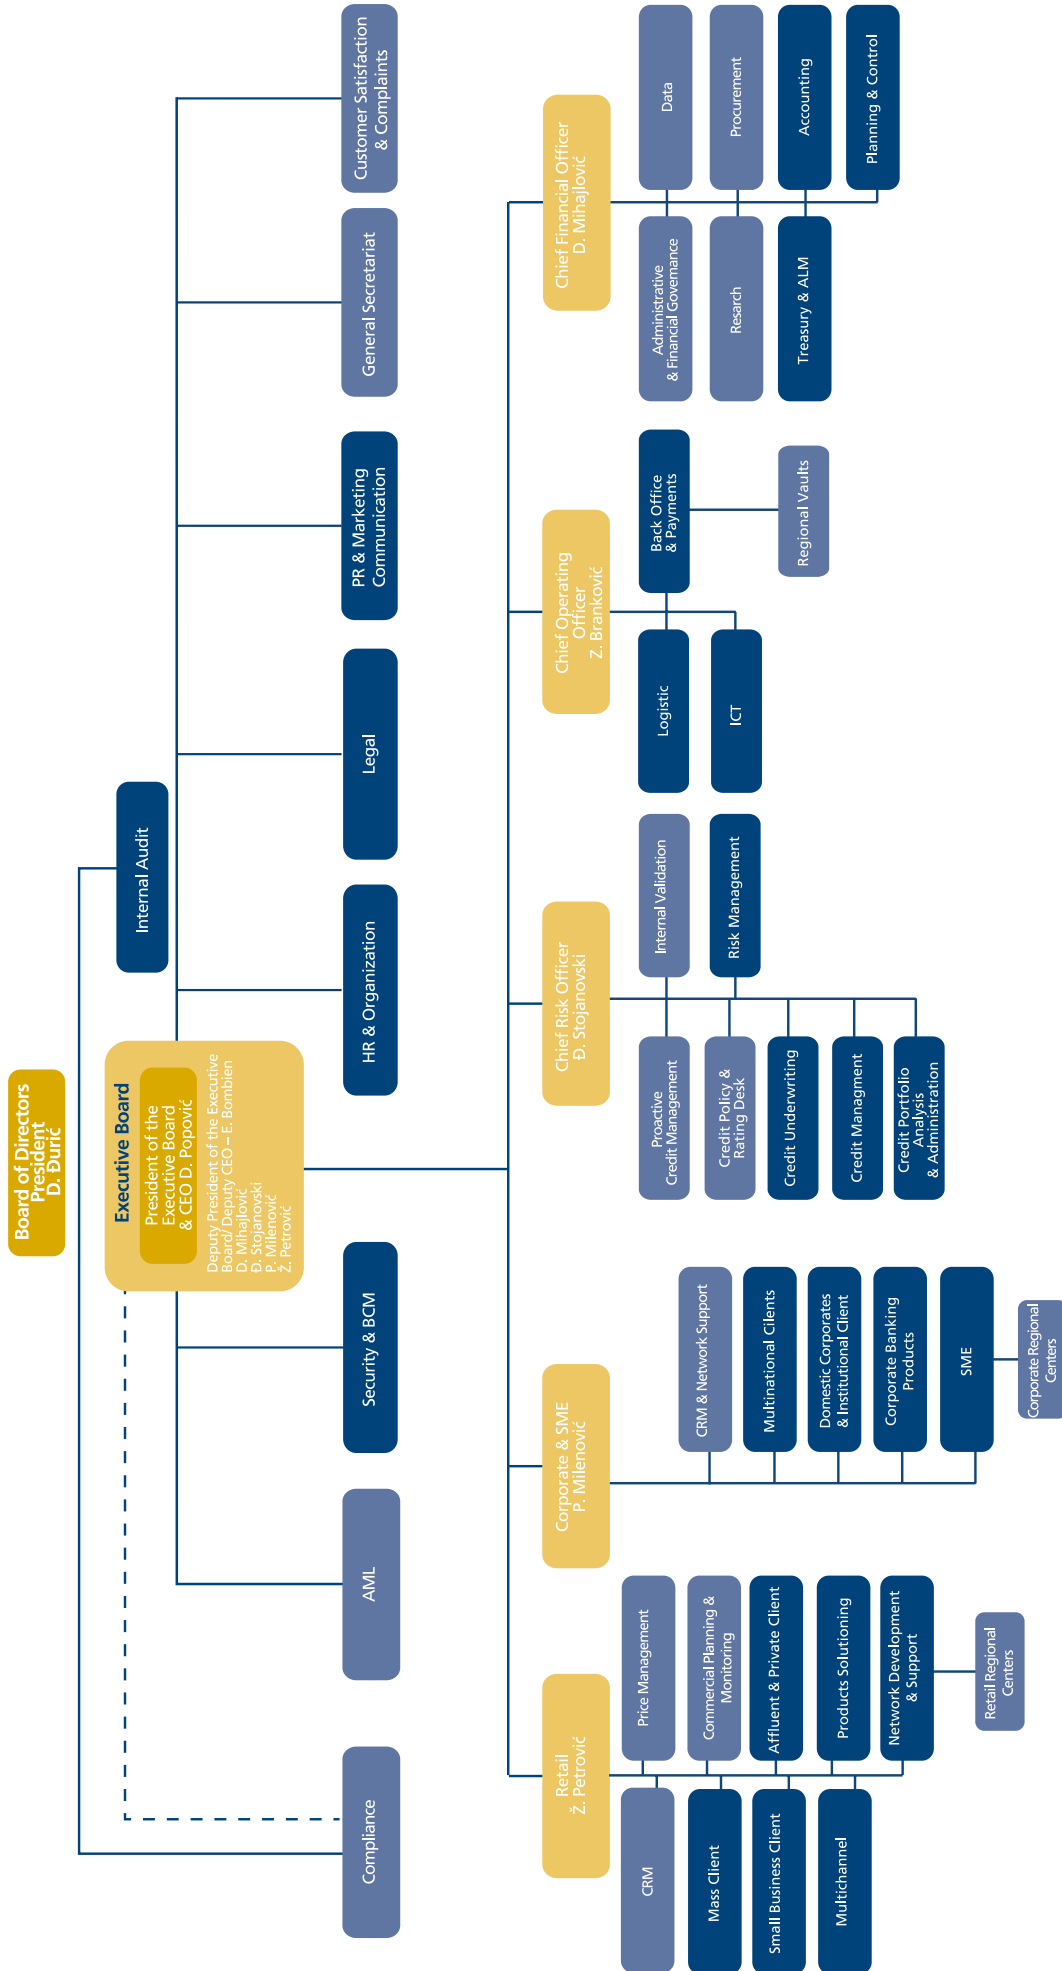 Board of Directors
President
D. Đurić
Executive Board
President of the
Executive Board
& CEO D. Popović
Deputy President of the Executive
Board/ Deputy CEO – E. Bombien
D. Mihajlović
Đ. Stojanovski
P. Milenović
Ž. Petrović
Internal Audit
Compliance
AML
Security & BCM
HR & Organization
Legal
PR & Marketing
Communication
General Secretariat
Customer Satisfaction
& Complaints
Retail
Ž. Petrović
CRM
Mass Client
Small Business Client
Multichannel
Price Management
Commercial Planning &
Monitoring
Affluent & Private Client
Products Solutioning
Network Development
& Support
Retail Regional
Centers
Corporate & SME
P. Milenović
CRM & Network Support
Multinational Cilents
Domestic Corporates
& Institutional Client
Corporate Banking
Products
SME
Corporate Regional
Centers
Chief Risk Officer
Đ. Stojanovski
Proactive
Credit Management
Credit Policy &
Rating Desk
Credit Underwriting
Credit Managment
Credit Portfolio
Analysis
& Administration
Internal Validation
Risk Management
Chief Operating
Officer
Z. Branković
Logistic
ICT
Back Office
& Payments
Regional Vaults
Chief Financial Officer
D. Mihajlović
Administrative
& Financial Governance
Resarch
Treasury & ALM
Data
Procurement
Accounting
Planning & Control